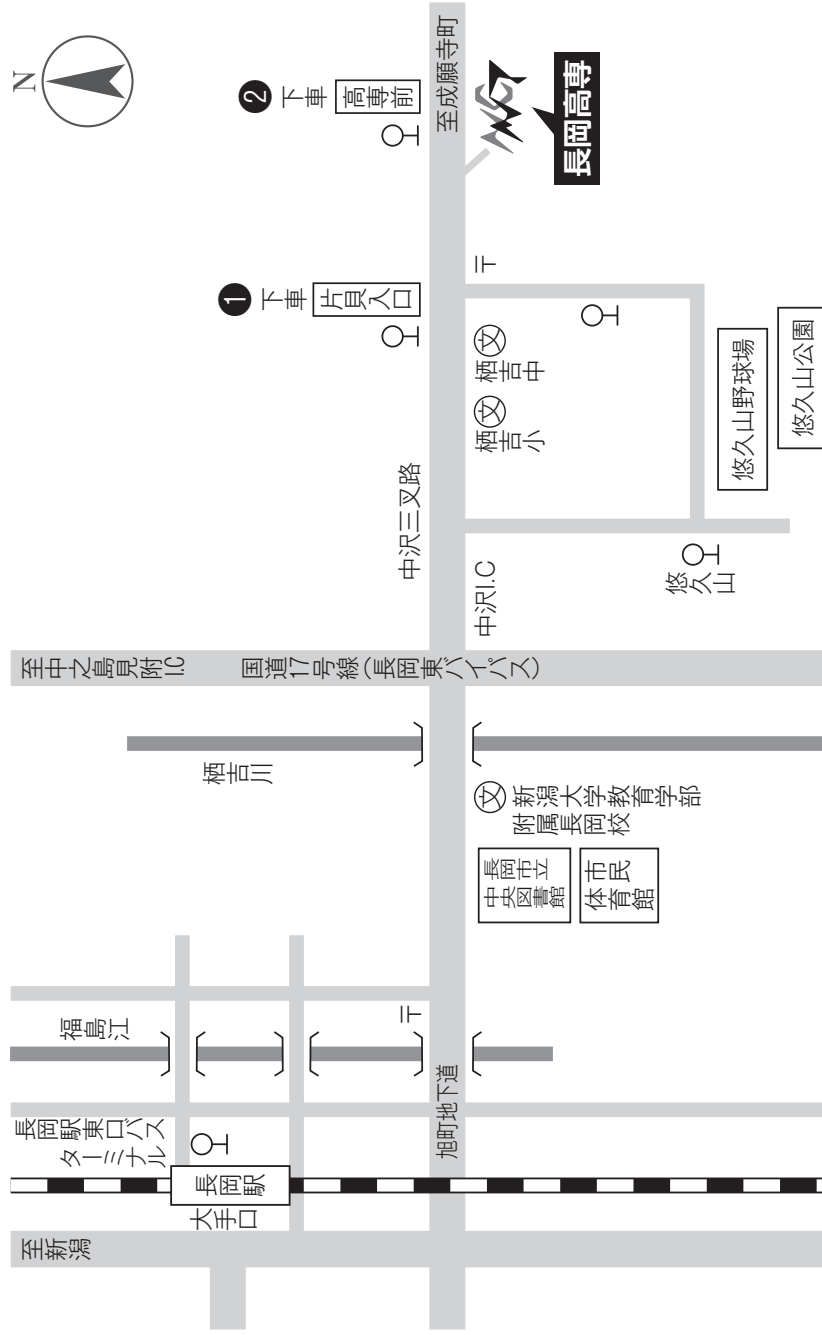 N
至新潟
大手口
長岡駅
長岡駅東口バス
ターミナル
福島江
〒
旭町地下道
長岡市立
中央図書館
市民
体育館
文
新潟大学教育学部
附属長岡校
栖吉川
至中之島見附I.C
国道17号線(長岡東バイパス)
中沢三叉路
中沢I.C
悠久山
文
栖吉小
文
栖吉中
悠久山野球場
悠久山公園
〒
1
下車
片貝入口
2
下車
高専前
至成願寺町
長岡高専